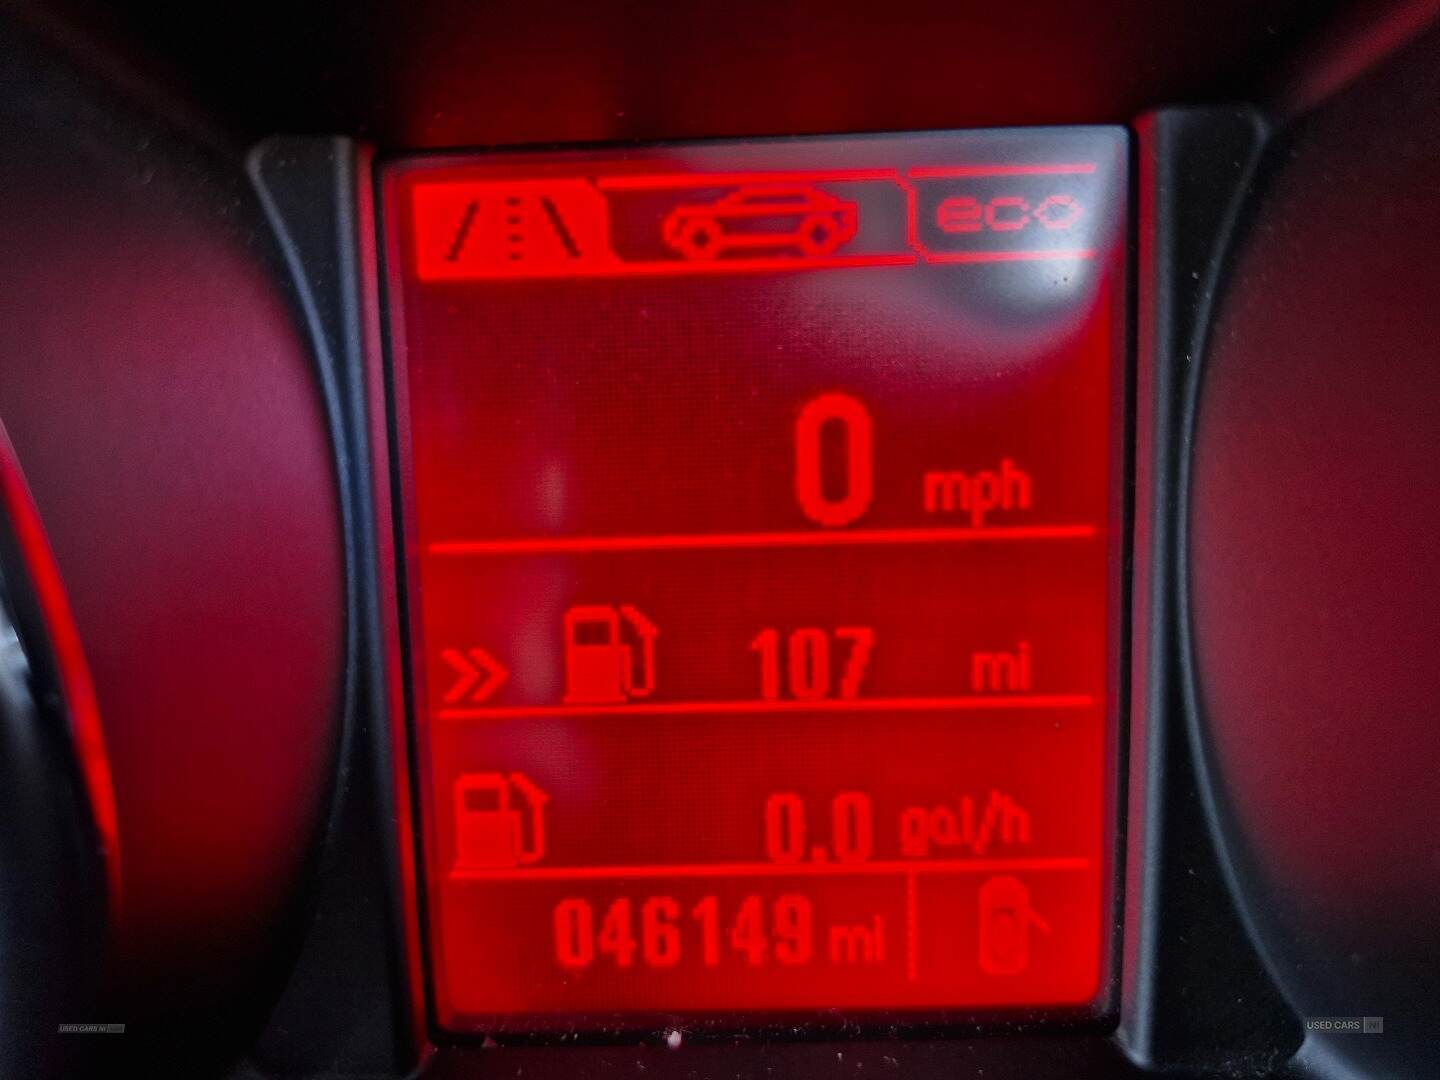 eco
0 mph
» 107 mi
0.0 gal/h
046149 mi
USED CARS NI
USED CARS NI